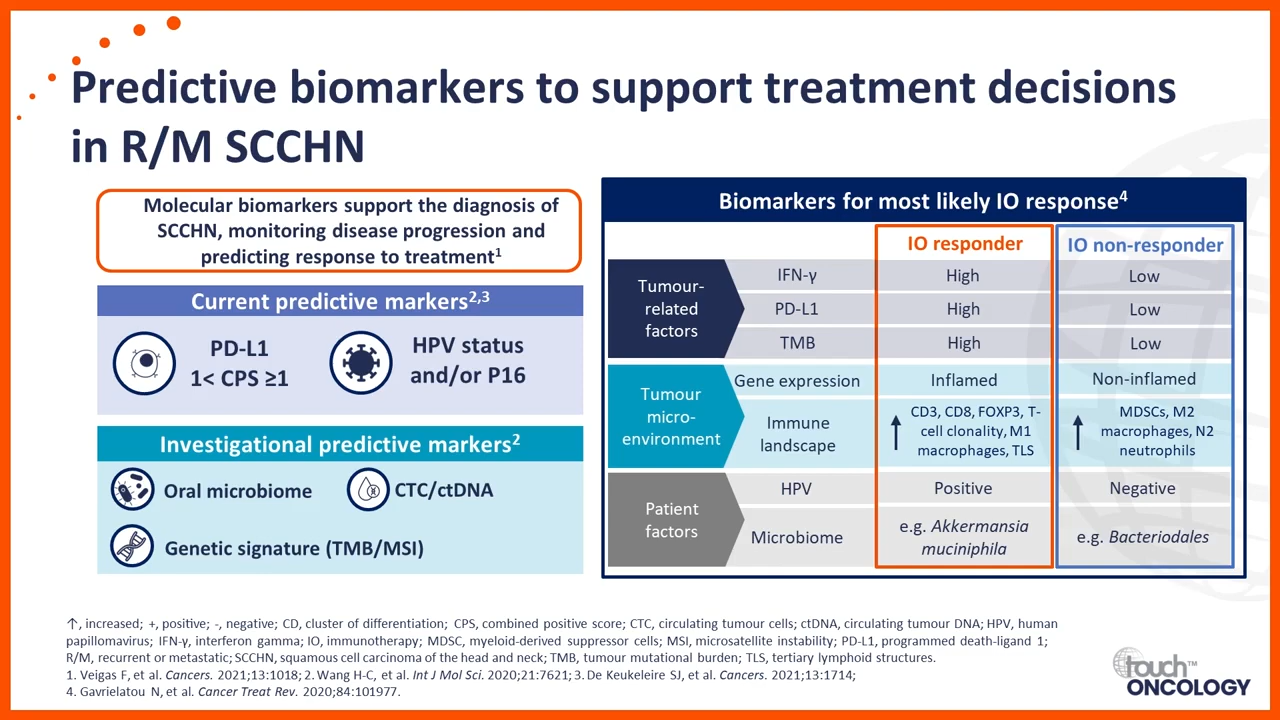 Predictive biomarkers to support treatment decisions
in R/M SCCHN
Molecular biomarkers support the diagnosis of
SCCHN, monitoring disease progression and
predicting response to treatment1
Current predictive markers2,3
PD-L1
1< CPS ≥1
HPV status
and/or P16
Investigational predictive markers2
Oral microbiome
CTC/ctDNA
Genetic signature (TMB/MSI)
Biomarkers for most likely IO response4
IO responder
IO non-responder
Tumour-
related
factors
IFN-γ
High
Low
PD-L1
High
Low
TMB
High
Low
Tumour
micro-
environment
Gene expression
Inflamed
Non-inflamed
Immune
landscape
↑
CD3, CD8, FOXP3, T-
cell clonality, M1
macrophages, TLS
↑
MDSCs, M2
macrophages, N2
neutrophils
Patient
factors
HPV
Positive
Negative
Microbiome
e.g. Akkermansia
muciniphila
e.g. Bacteriodales
↑, increased; +, positive; -, negative; CD, cluster of differentiation; CPS, combined positive score; CTC, circulating tumour cells; ctDNA, circulating tumour DNA; HPV, human
papillomavirus; IFN-γ, interferon gamma; IO, immunotherapy; MDSC, myeloid-derived suppressor cells; MSI, microsatellite instability; PD-L1, programmed death-ligand 1;
R/M, recurrent or metastatic; SCCHN, squamous cell carcinoma of the head and neck; TMB, tumour mutational burden; TLS, tertiary lymphoid structures.
1. Veigas F, et al. Cancers. 2021;13:1018; 2. Wang H-C, et al. Int J Mol Sci. 2020;21:7621; 3. De Keukeleire SJ, et al. Cancers. 2021;13:1714;
4. Gavrielatou N, et al. Cancer Treat Rev. 2020;84:101977.
touch™
ONCOLOGY